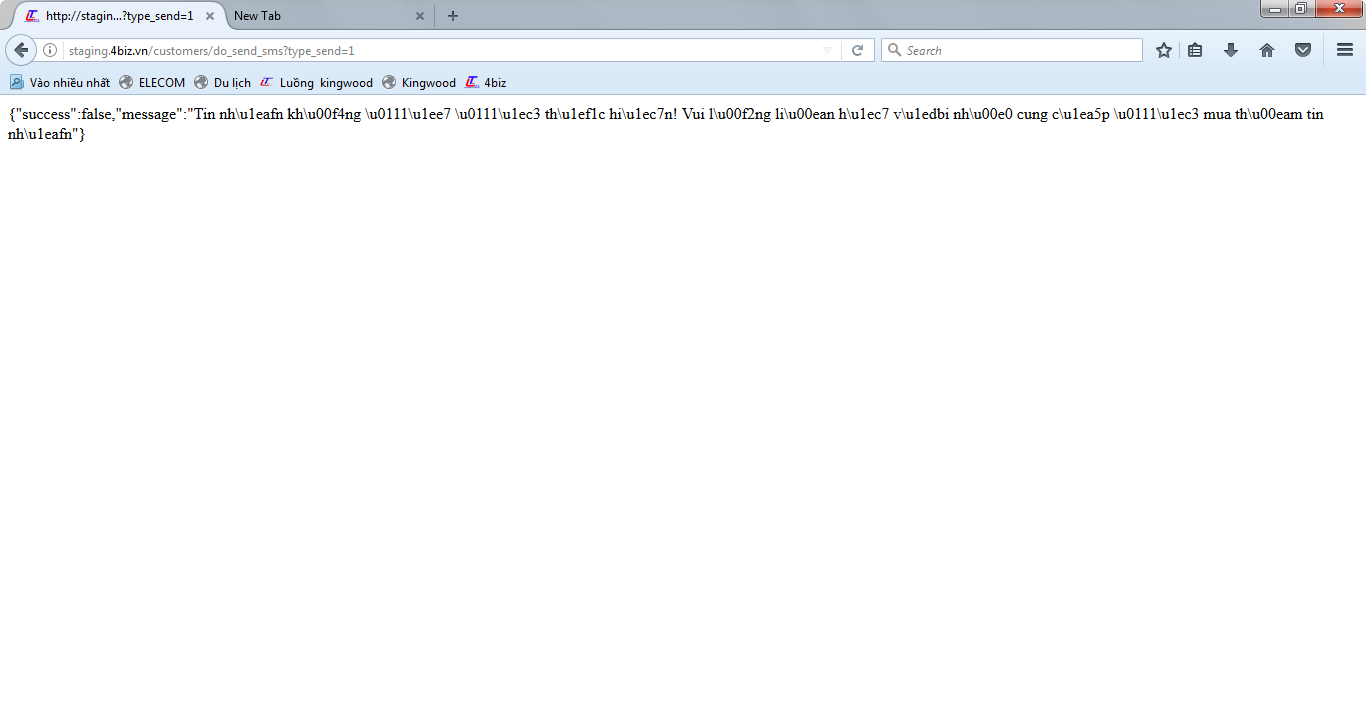 http://stagin...?type_send=1
New Tab
staging.4biz.vn/customers/do_send_sms?type_send=1
Search
Vào nhiều nhất ELECOM Du lịch Luồng kingwood Kingwood 4biz
{"success":false,"message":"Tin nh\u1eafn kh\u00f4ng \u0111\u1ee7 \u0111\u1ec3 th\u1ef1c hi\u1ec7n! Vui l\u00f2ng li\u00ean h\u1ec7 v\u1edbi nh\u00e0 cung c\u1ea5p \u0111\u1ec3 mua th\u00eam tin
nh\u1eafn"}